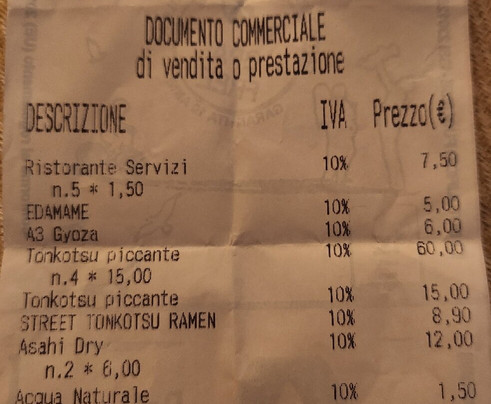 DOCUMENTO COMMERCIALE
di vendita o prestazione
DESCRIZIONE IVA Prezzo(€)
Ristorante Servizi 10% 7,50
n.5 * 1,50
EDAMAME 10% 5,00
A3 Gyoza 10% 6,00
Tonkotsu piccante 10% 60,00
n.4 * 15,00
Tonkotsu piccante 10% 15,00
STREET TONKOTSU RAMEN 10% 8,90
Asahi Dry 10% 12,00
n.2 * 6,00
Acqua Naturale 10% 1,50